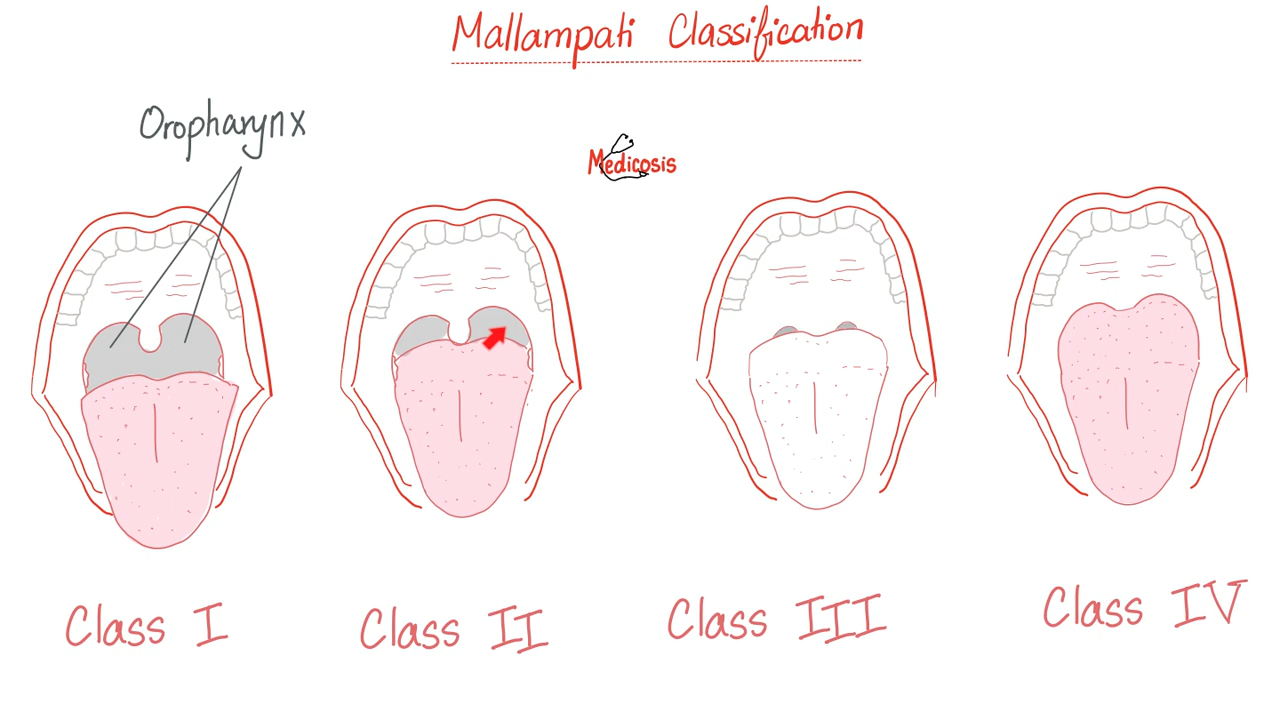 Mallampati Classification
Oropharynx
Medicosis
Class I
Class II
Class III
Class IV